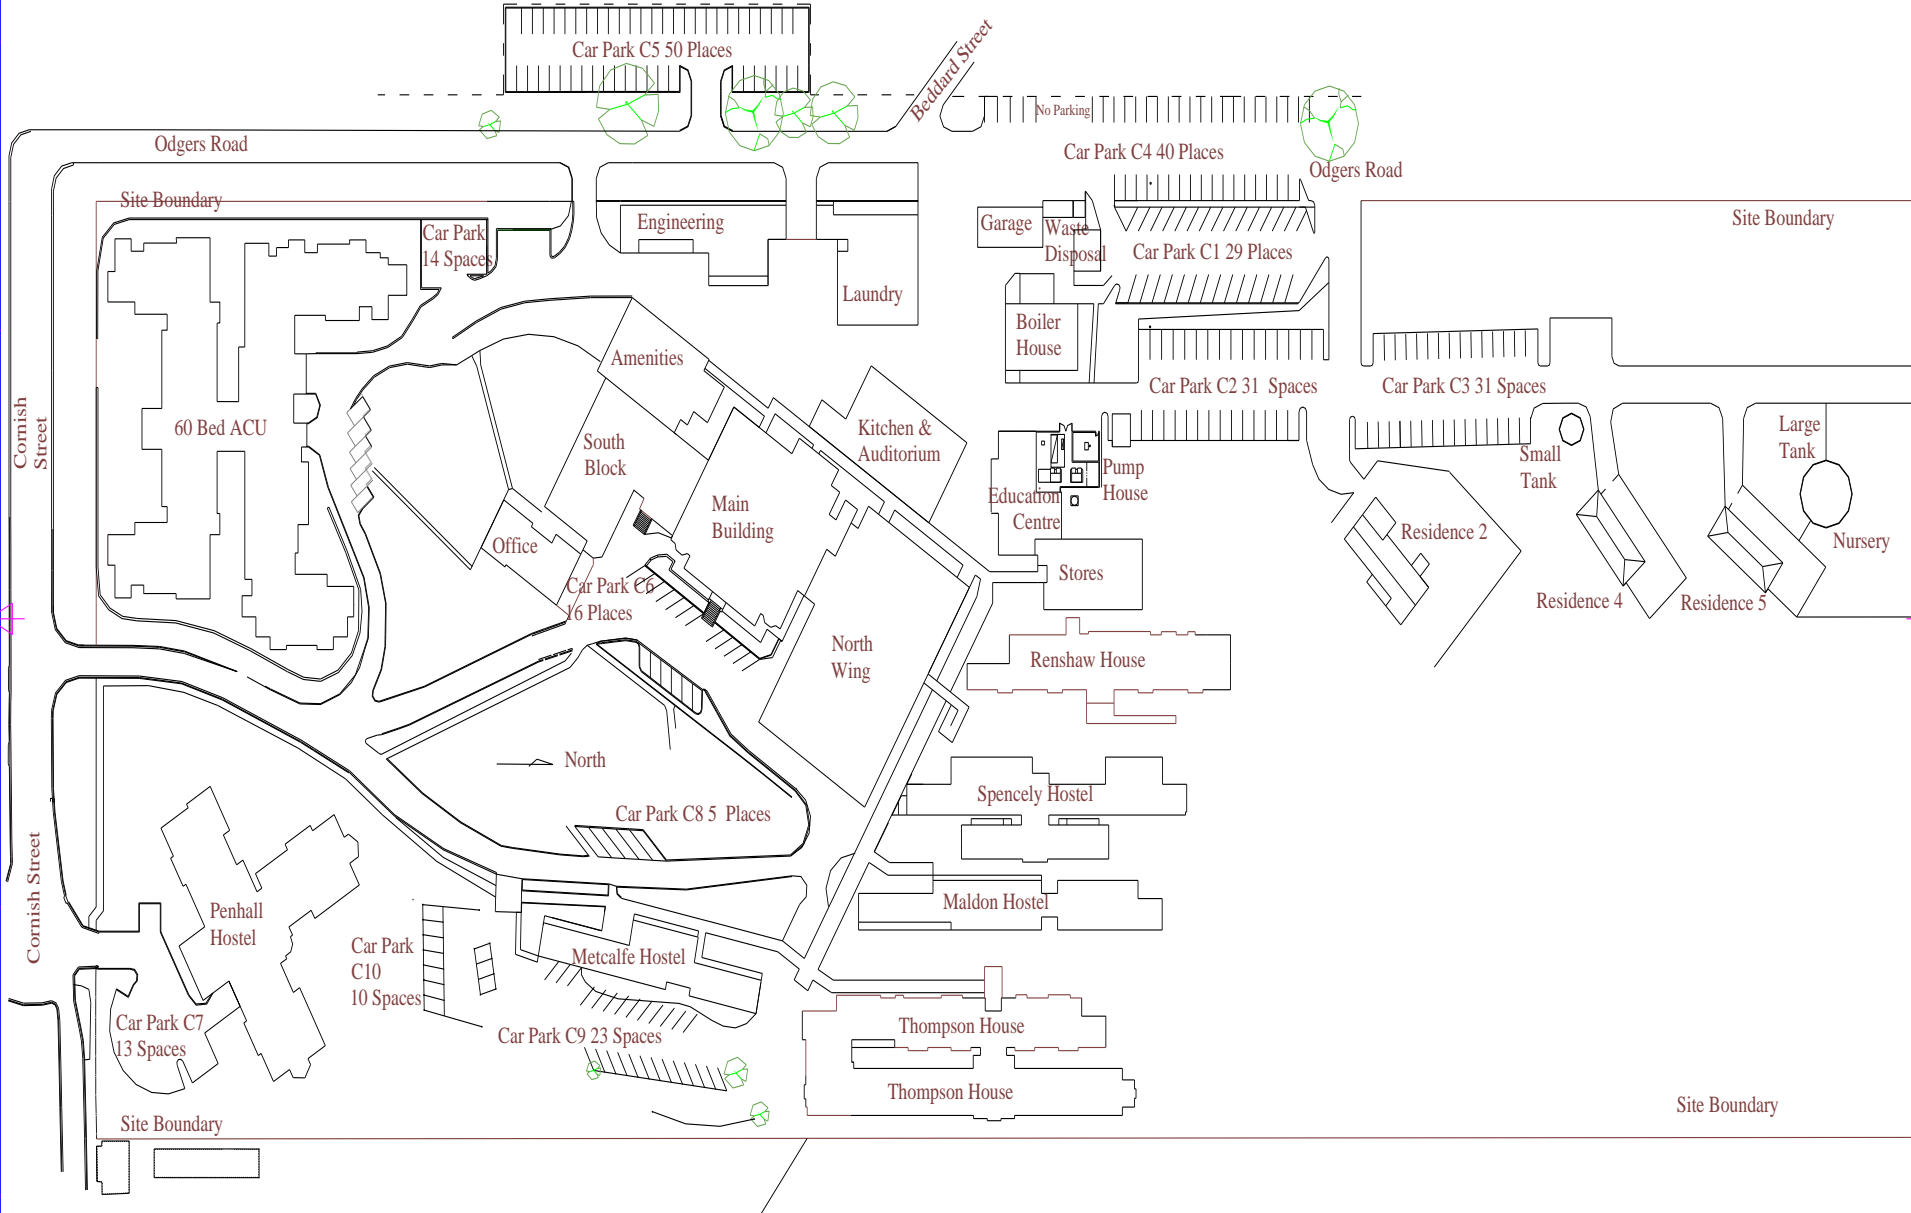 Car Park C5 50 Places
Beddard Street
No Parking
Odgers Road
Car Park C4 40 Places
Odgers Road
Site Boundary
Car Park
14 Spaces
Engineering
Garage
Waste
Disposal
Car Park C1 29 Places
Site Boundary
Laundry
Boiler
House
Amenities
Car Park C2 31 Spaces
Car Park C3 31 Spaces
Cornish
Street
60 Bed ACU
South
Block
Kitchen &
Auditorium
Large
Tank
Small
Tank
Pump
House
Education
Centre
Main
Building
Office
Residence 2
Nursery
Stores
Car Park C6
16 Places
Residence 4
Residence 5
North
Wing
Renshaw House
North
Spencely Hostel
Car Park C8 5 Places
Cornish Street
Penhall
Hostel
Maldon Hostel
Car Park
C10
10 Spaces
Metcalfe Hostel
Car Park C7
13 Spaces
Car Park C9 23 Spaces
Thompson House
Thompson House
Site Boundary
Site Boundary